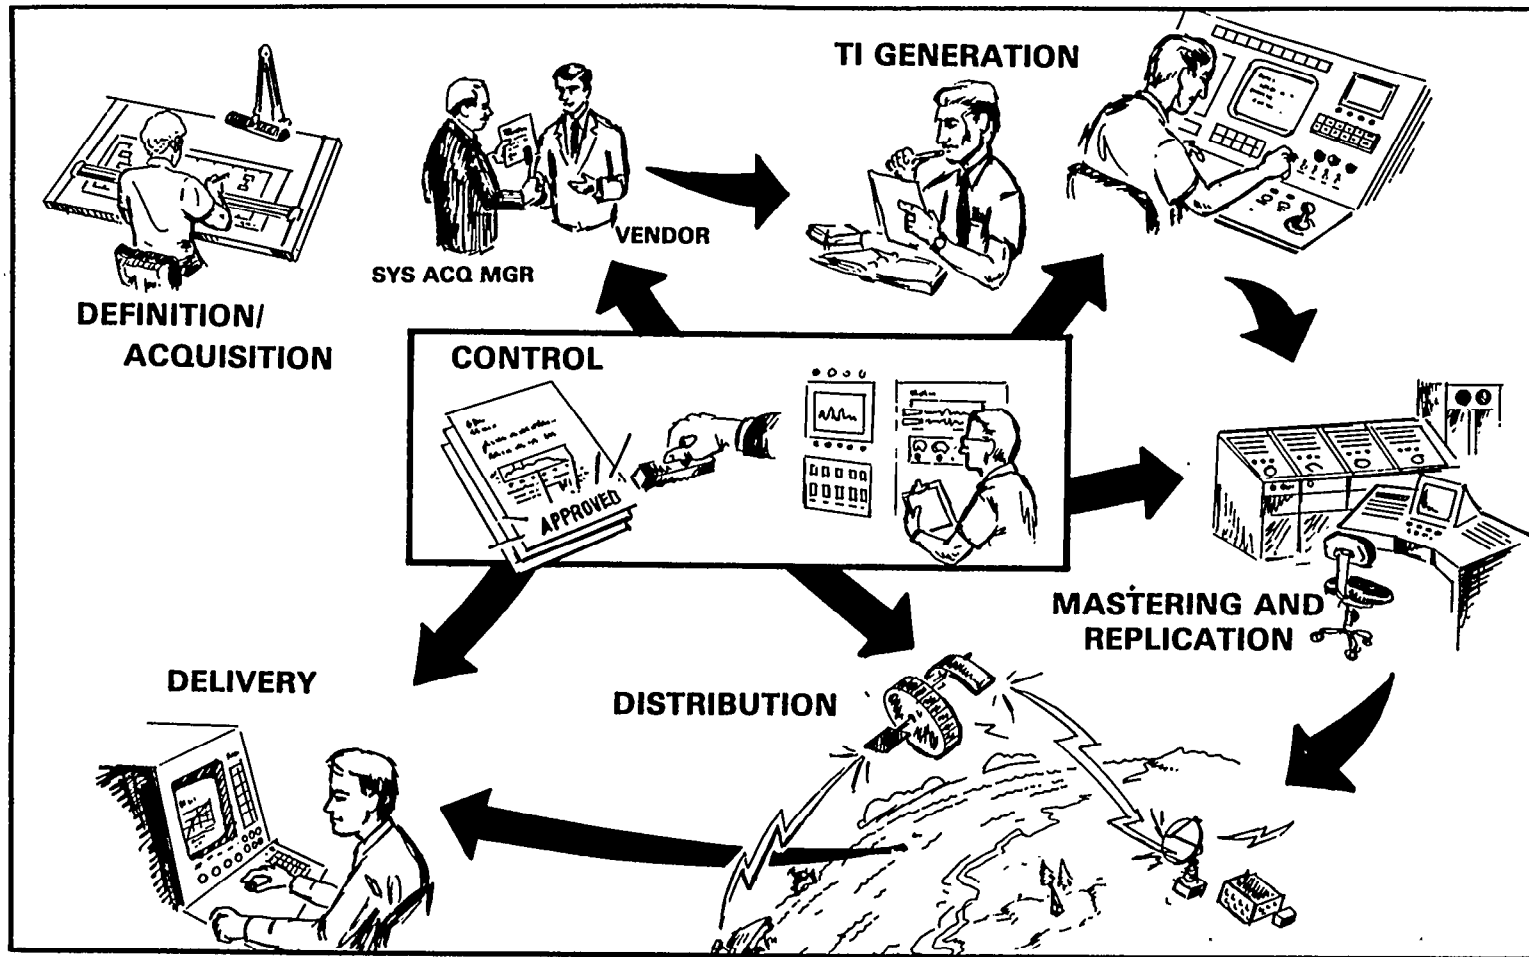 TI GENERATION
VENDOR
SYS ACQ MGR
DEFINITION/
ACQUISITION
CONTROL
APPROVED
MASTERING AND
REPLICATION
DELIVERY
DISTRIBUTION